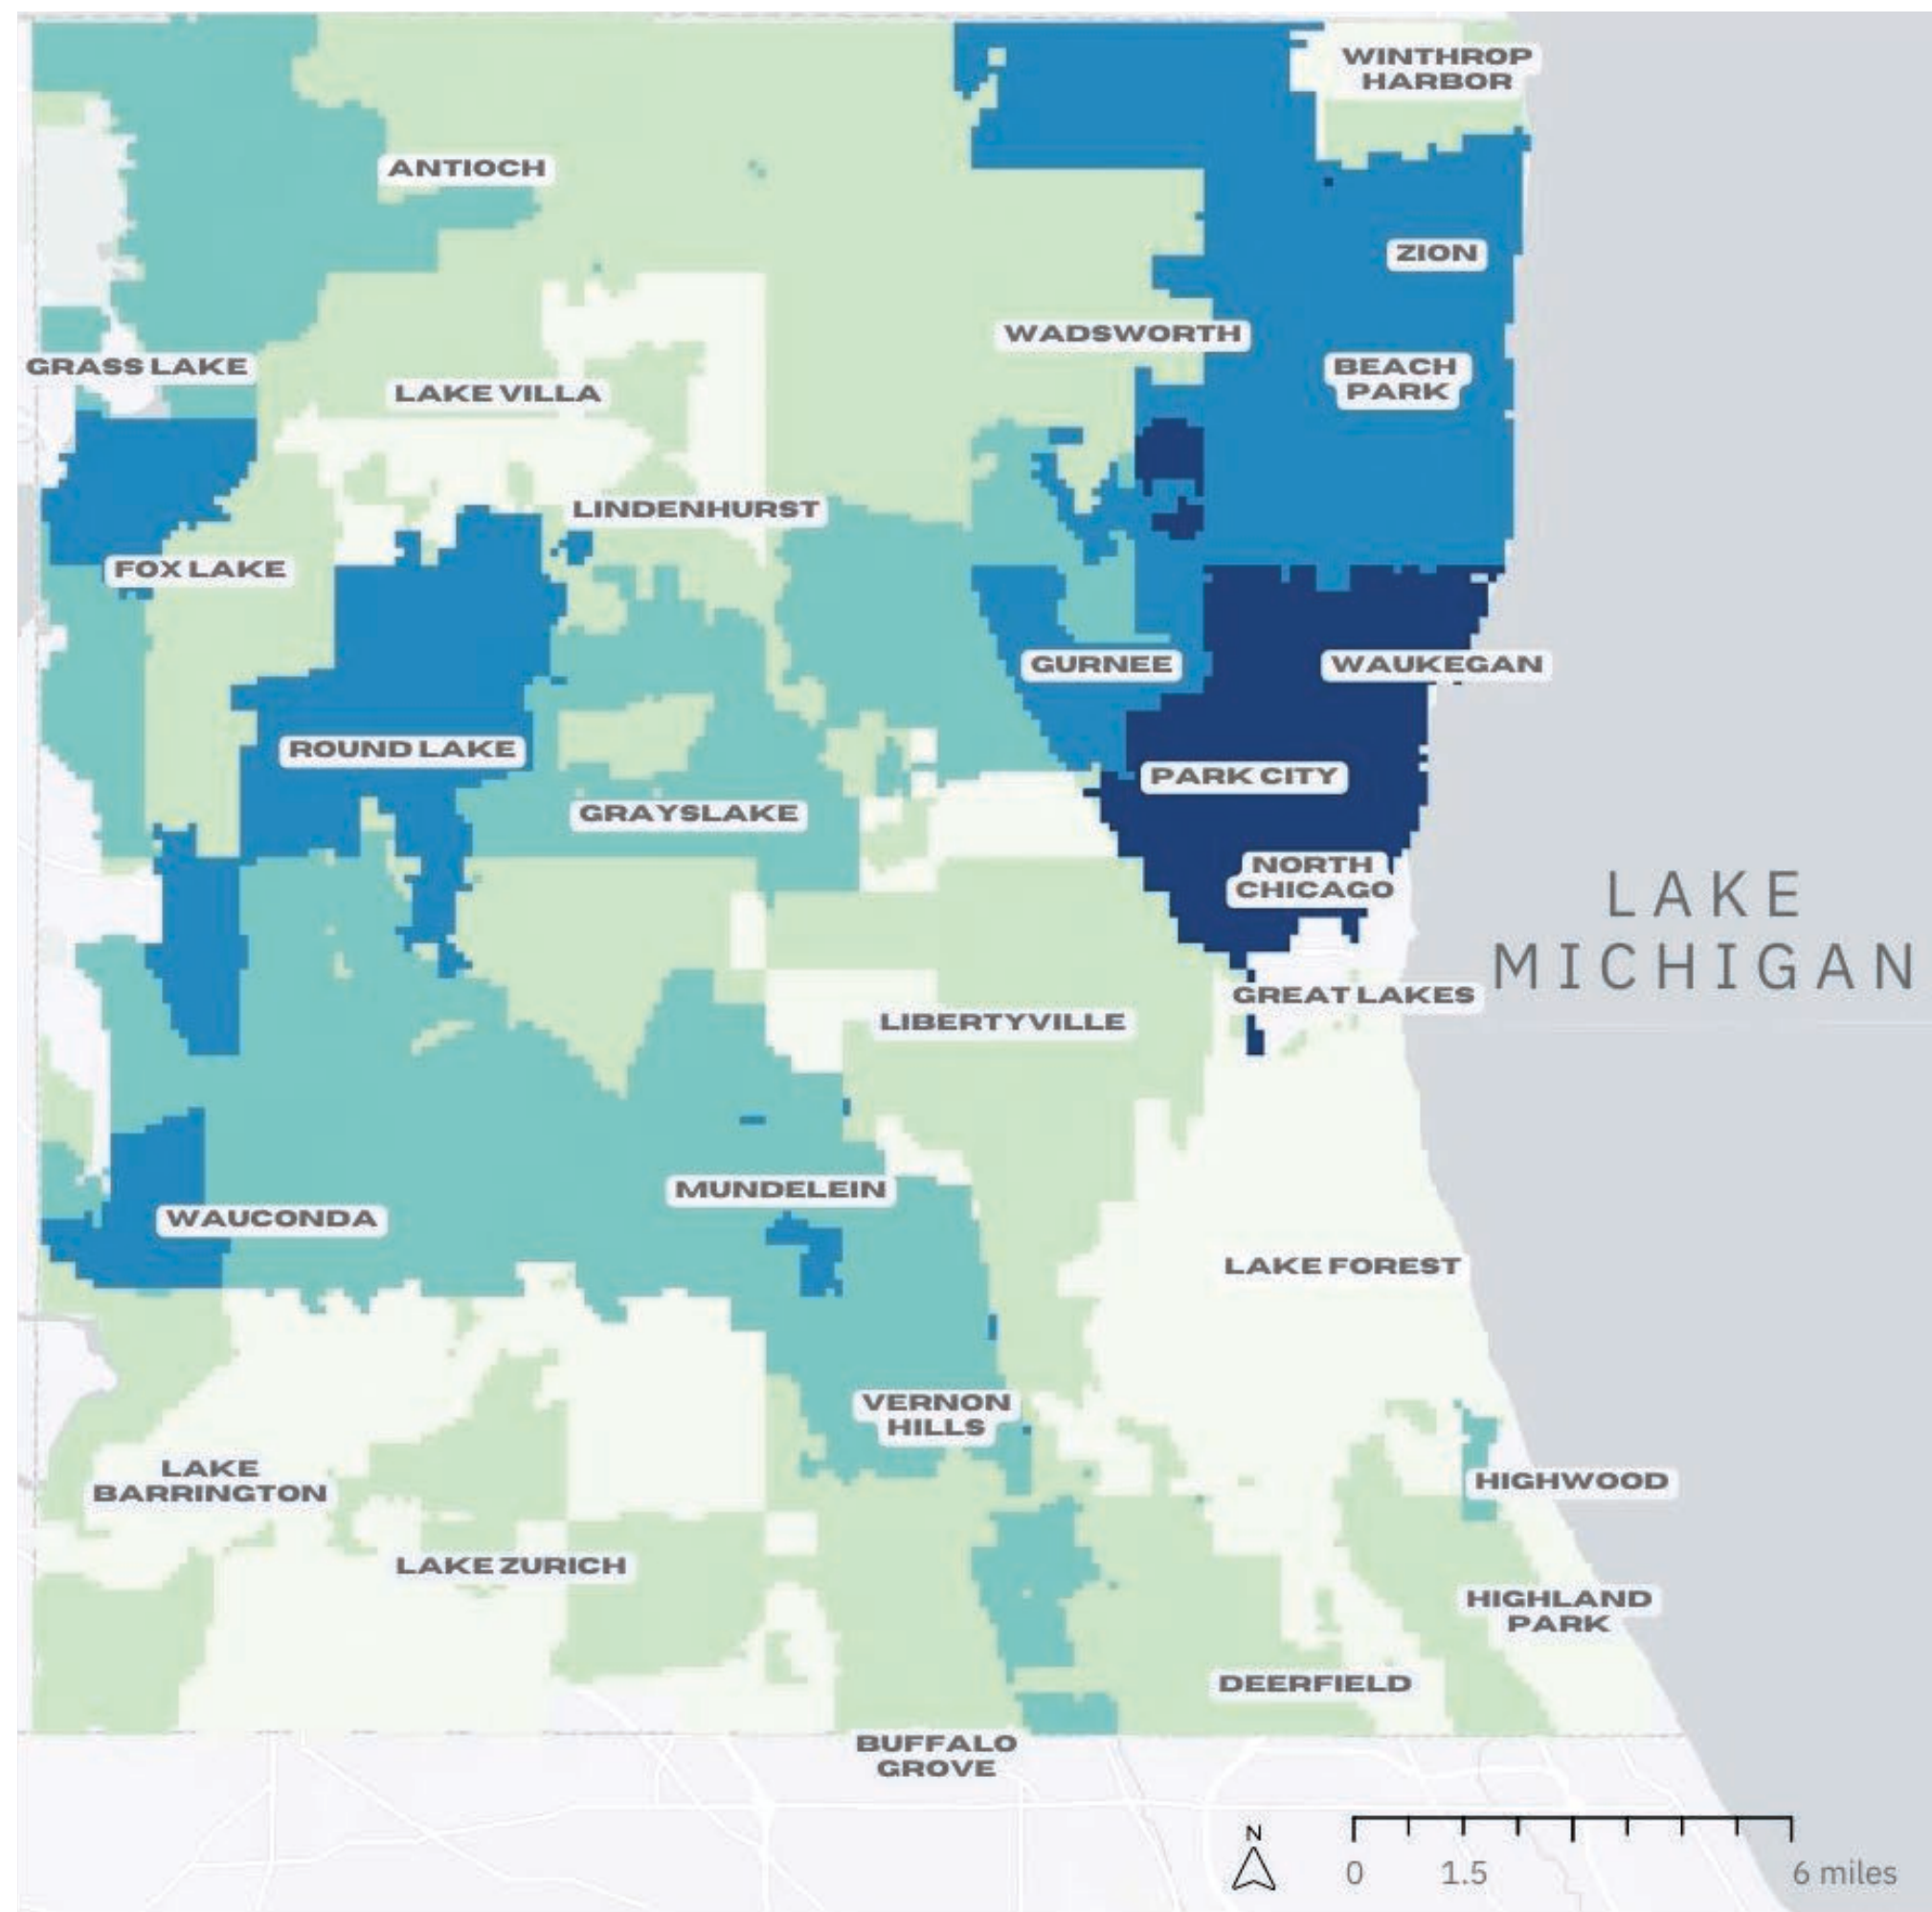 WINTHROP
HARBOR
ANTIOCH
ZION
WADSWORTH
GRASS LAKE
BEACH
PARK
LAKE VILLA
LINDENHURST
FOX LAKE
GURNEE
WAUKEGAN
ROUND LAKE
PARK CITY
GRAYSLAKE
NORTH
CHICAGO
LAKE
MICHIGAN
GREAT LAKES
LIBERTYVILLE
MUNDELEIN
WAUCONDA
LAKE FOREST
VERNON
HILLS
LAKE
BARRINGTON
HIGHWOOD
LAKE ZURICH
HIGHLAND
PARK
DEERFIELD
BUFFALO
GROVE
N
0 1.5 6 miles